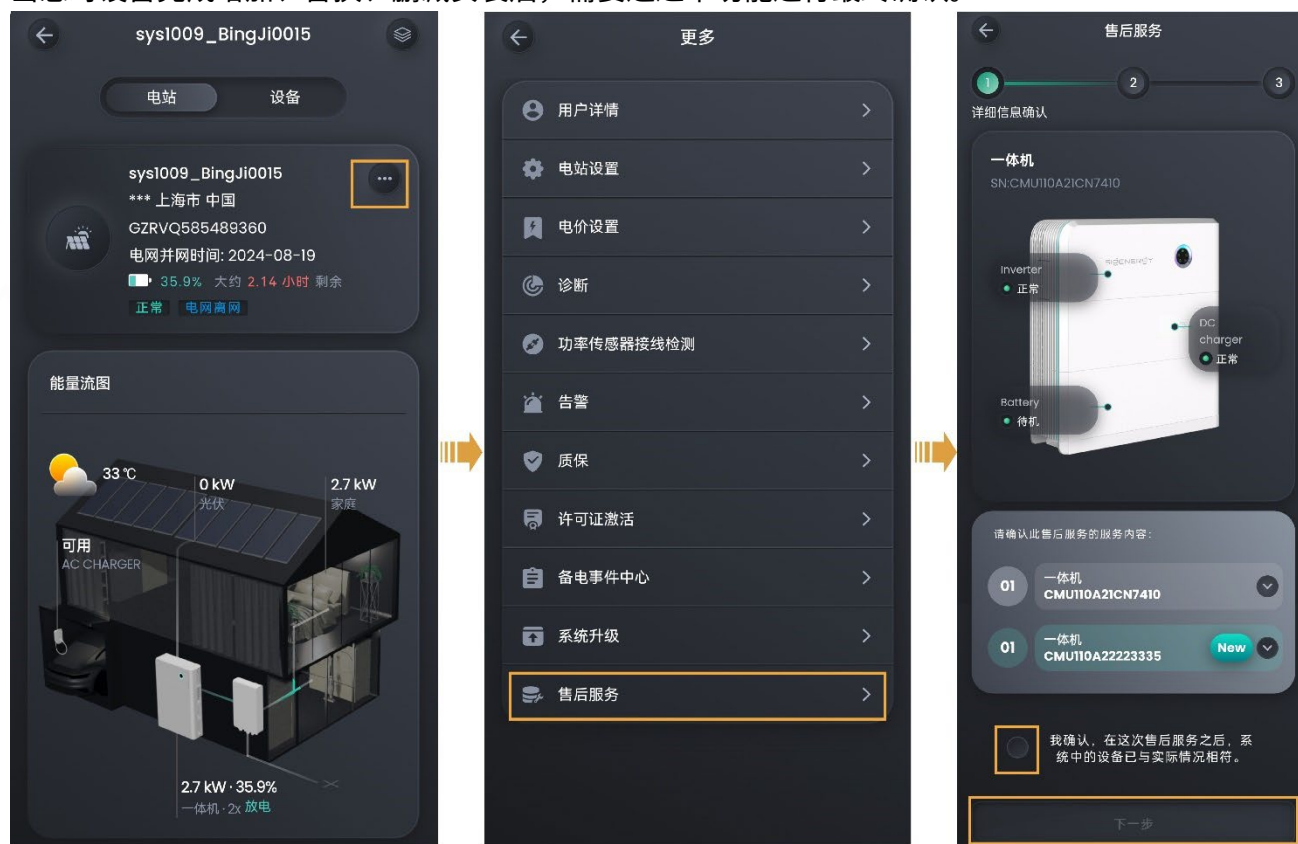 sys1009_BingJi0015
电站
设备
sys1009_BingJi0015
*** 上海市 中国
GZRVQ585489360
电网并网时间: 2024-08-19
35.9% 大约 2.14 小时 剩余
正常 电网离网
能量流图
33 ℃
0 kW
光伏
2.7 kW
家庭
可用
AC CHARGER
2.7 kW · 35.9%
一体机 · 2x 放电
更多
用户详情
电站设置
电价设置
诊断
功率传感器接线检测
告警
质保
许可证激活
备电事件中心
系统升级
售后服务
售后服务
1
2
3
详细信息确认
一体机
SN:CMU110A21CN7410
Inverter
正常
DC
charger
正常
Battery
待机
请确认此售后服务的服务内容:
01
一体机
CMU110A21CN7410
01
一体机
CMU110A22223335
New
我确认，在这次售后服务之后，系
统中的设备已与实际情况相符。
下一步